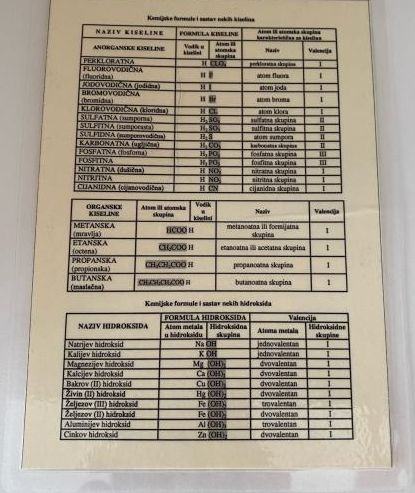 Kemijske formule i sastav nekih kiselina
NAZIV KISELINE FORMULA KISELINE Atom ili atomska skupina karakteristična za kiselinu
ANORGANSKE KISELINE Vodik u kiselini Atom ili atomska skupina Naziv Valencija
PERKLORATNA H ClO₄ perkloratna skupina I
FLUOROVODIČNA (fluoridna) H F atom fluora I
JODOVODIČNA (jodidna) H I atom joda I
BROMOVODIČNA (bromidna) H Br atom broma I
KLOROVODIČNA (kloridna) H Cl atom klora I
SULFATNA (sumporna) H₂ SO₄ sulfatna skupina II
SULFITNA (sumporasta) H₂ SO₃ sulfitna skupina II
SULFIDNA (sumporna) H₂ S atom sumpora II
KARBONATNA (ugljična) H₂ CO₃ karbonatna skupina II
FOSFATNA (fosforna) H₃ PO₄ fosfatna skupina III
FOSFITNA H₃ PO₃ fosfitna skupina III
NITRATNA (dušična) H NO₃ nitratna skupina I
NITRITNA H NO₂ nitritna skupina I
CIJANIDNA (cijanovodična) H CN cijanidna skupina I
ORGANSKE KISELINE Atom ili atomska skupina Vodik u kiselini Naziv Valencija
METANSKA (mravlja) HCOO H metanoatna ili formijatna skupina I
ETANSKA (octena) CH₃COO H etanoatna ili acetatna skupina I
PROPANSKA (propionska) CH₃CH₂COO H propanoatna skupina I
BUTANSKA (maslačna) CH₃CH₂CH₂COO H butanoatna skupina I
Kemijske formule i sastav nekih hidroksida
NAZIV HIDROKSIDA FORMULA HIDROKSIDA Valencija
Atom metala u hidroksidu Hidroksidna skupina Atoma metala Hidroksidne skupine
Natrijev hidroksid Na OH jednovalentan I
Kalijev hidroksid K OH jednovalentan I
Magnezijev hidroksid Mg (OH)₂ dvovalentan I
Kalcijev hidroksid Ca (OH)₂ dvovalentan I
Bakrov (II) hidroksid Cu (OH)₂ dvovalentan I
Živin (II) hidroksid Hg (OH)₂ dvovalentan I
Željezov (III) hidroksid Fe (OH)₃ trovalentan I
Željezov (II) hidroksid Fe (OH)₂ dvovalentan I
Aluminijev hidroksid Al (OH)₃ trovalentan I
Cinkov hidroksid Zn (OH)₂ dvovalentan I